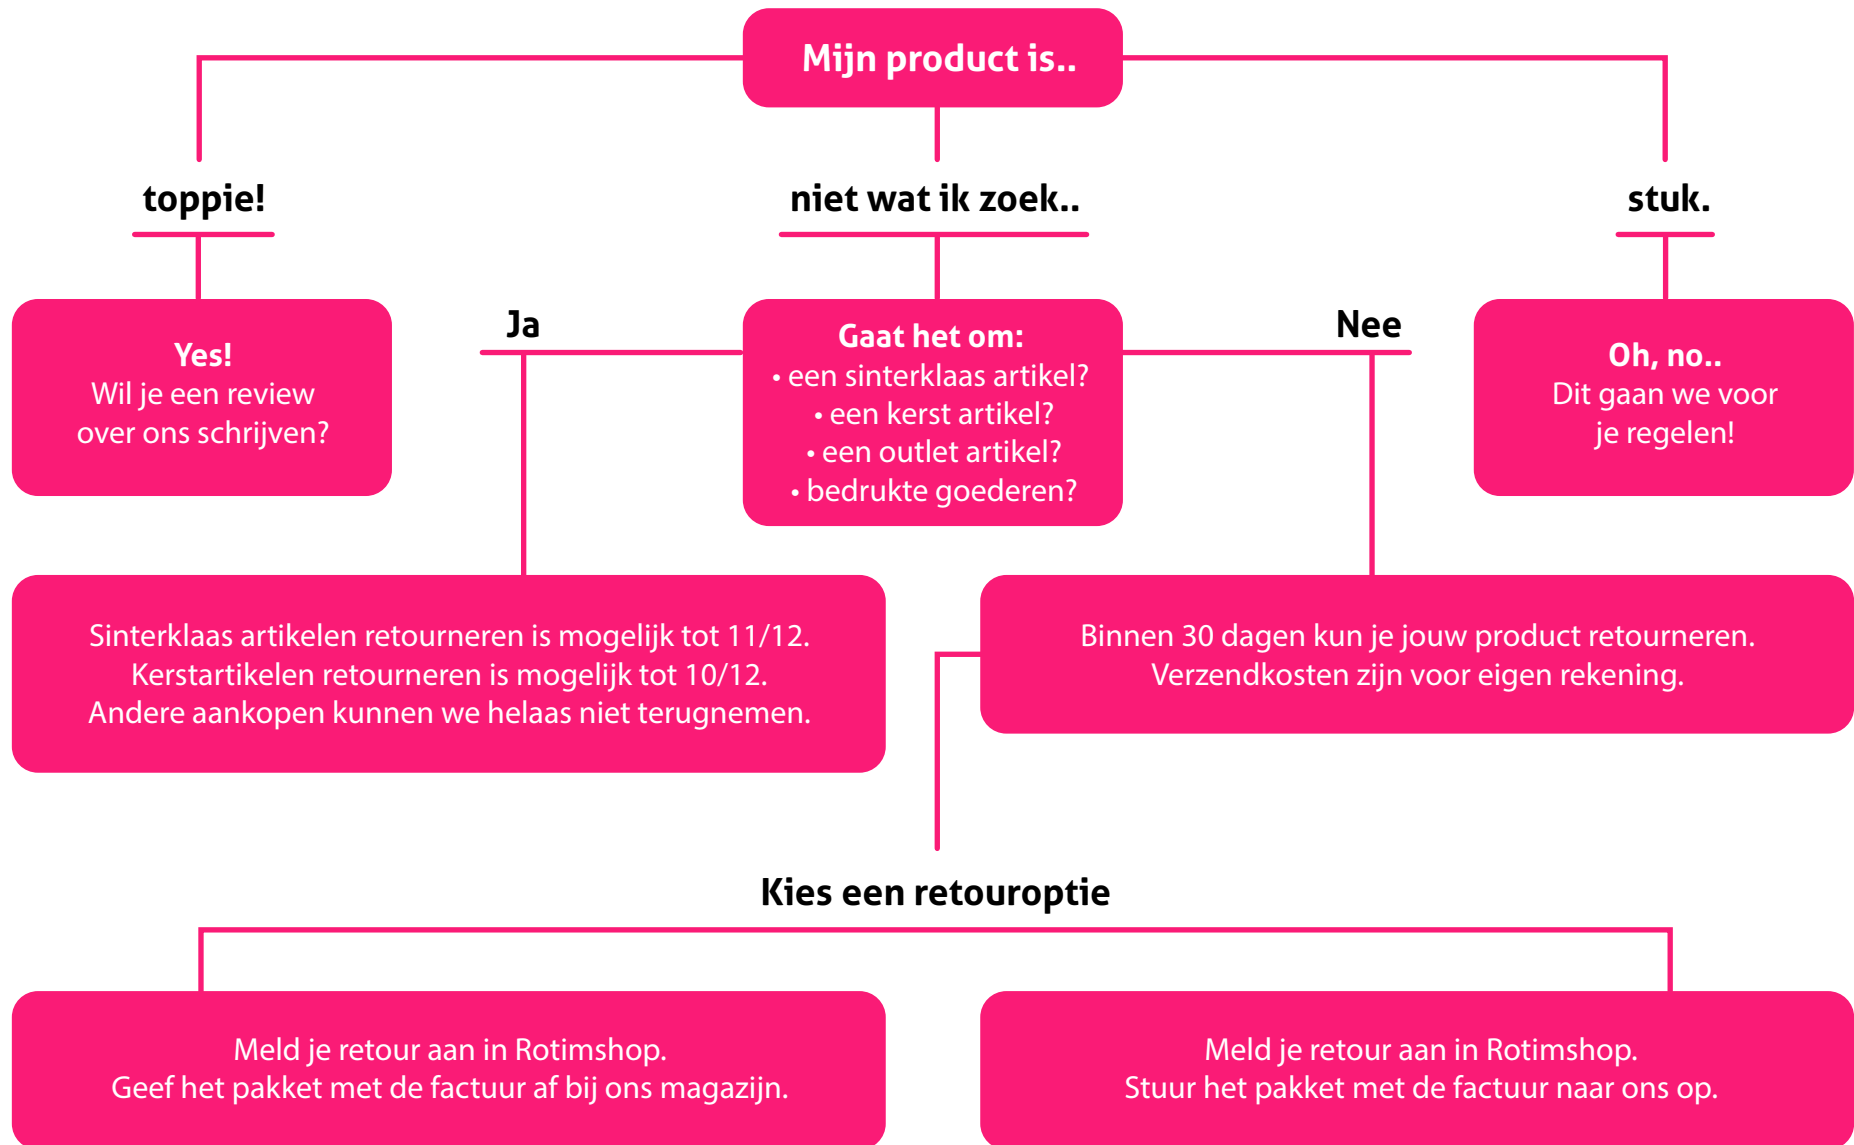 Mijn product is..
toppie!
niet wat ik zoek..
stuk.
Yes!
Wil je een review
over ons schrijven?
Ja
Gaat het om:
• een sinterklaas artikel?
• een kerst artikel?
• een outlet artikel?
• bedrukte goederen?
Nee
Oh, no..
Dit gaan we voor
je regelen!
Sinterklaas artikelen retourneren is mogelijk tot 11/12.
Kerstartikelen retourneren is mogelijk tot 10/12.
Andere aankopen kunnen we helaas niet terugnemen.
Binnen 30 dagen kun je jouw product retourneren.
Verzendkosten zijn voor eigen rekening.
Kies een retouroptie
Meld je retour aan in Rotimshop.
Geef het pakket met de factuur af bij ons magazijn.
Meld je retour aan in Rotimshop.
Stuur het pakket met de factuur naar ons op.